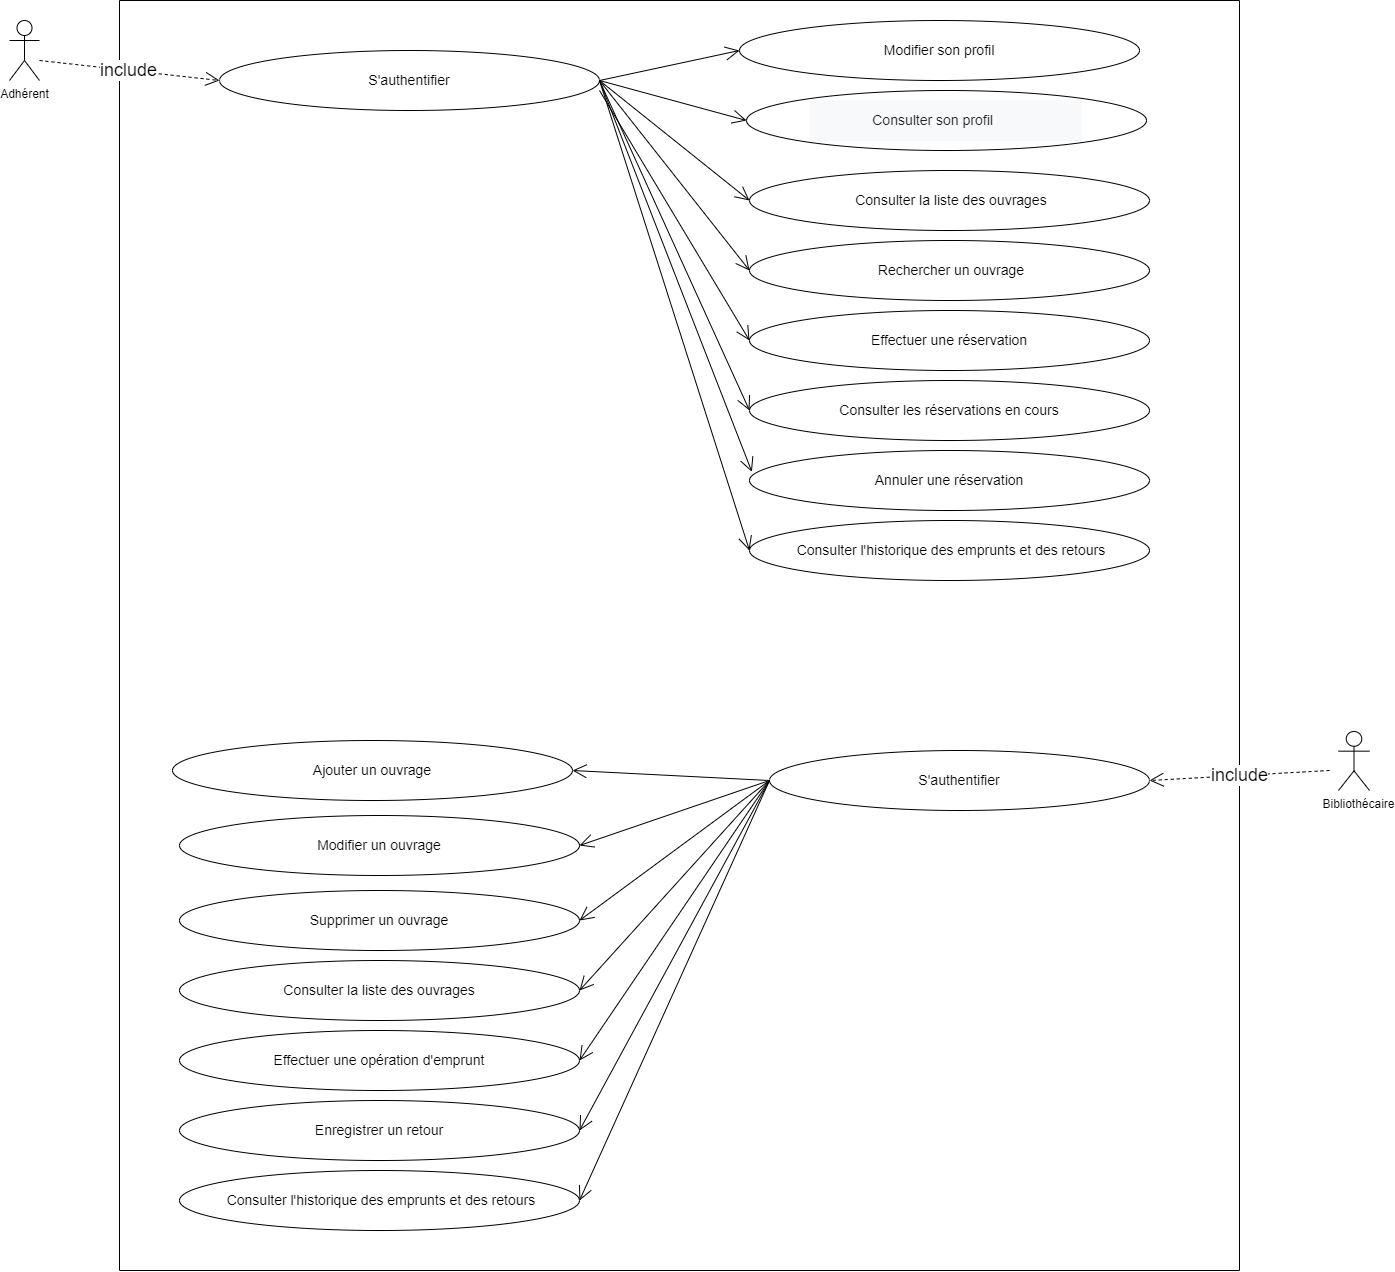 Adhérent
include
S'authentifier
Modifier son profil
Consulter son profil
Consulter la liste des ouvrages
Rechercher un ouvrage
Effectuer une réservation
Consulter les réservations en cours
Annuler une réservation
Consulter l'historique des emprunts et des retours
Bibliothécaire
include
S'authentifier
Ajouter un ouvrage
Modifier un ouvrage
Supprimer un ouvrage
Consulter la liste des ouvrages
Effectuer une opération d'emprunt
Enregistrer un retour
Consulter l'historique des emprunts et des retours